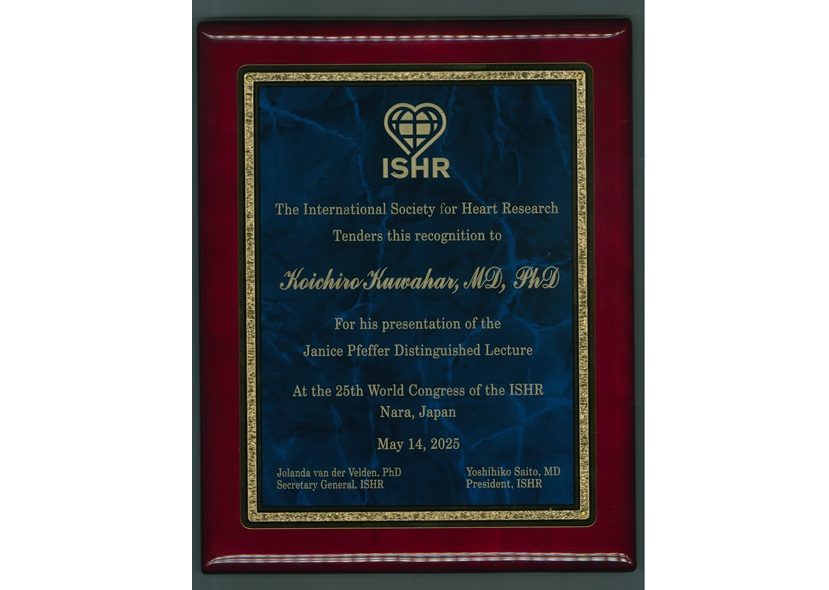 ISHR
The International Society for Heart Research
Tenders this recognition to
Koichiro Kuwahar, MD, PhD
For his presentation of the
Janice Pfeffer Distinguished Lecture
At the 25th World Congress of the ISHR
Nara, Japan
May 14, 2025
Jolanda van der Velden, PhD
Secretary General, ISHR
Yoshihiko Saito, MD
President, ISHR